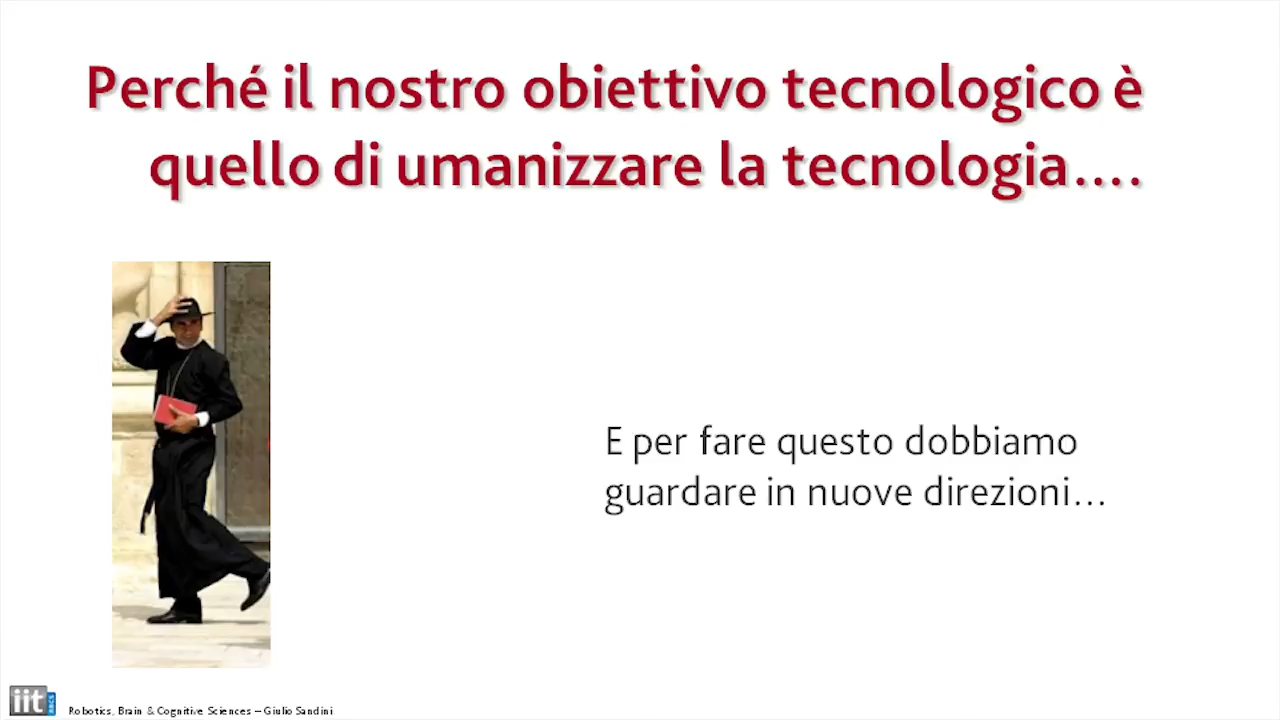 Perché il nostro obiettivo tecnologico è
quello di umanizzare la tecnologia….
E per fare questo dobbiamo
guardare in nuove direzioni…
iit
RBCS
Robotics, Brain & Cognitive Sciences – Giulio Sandini